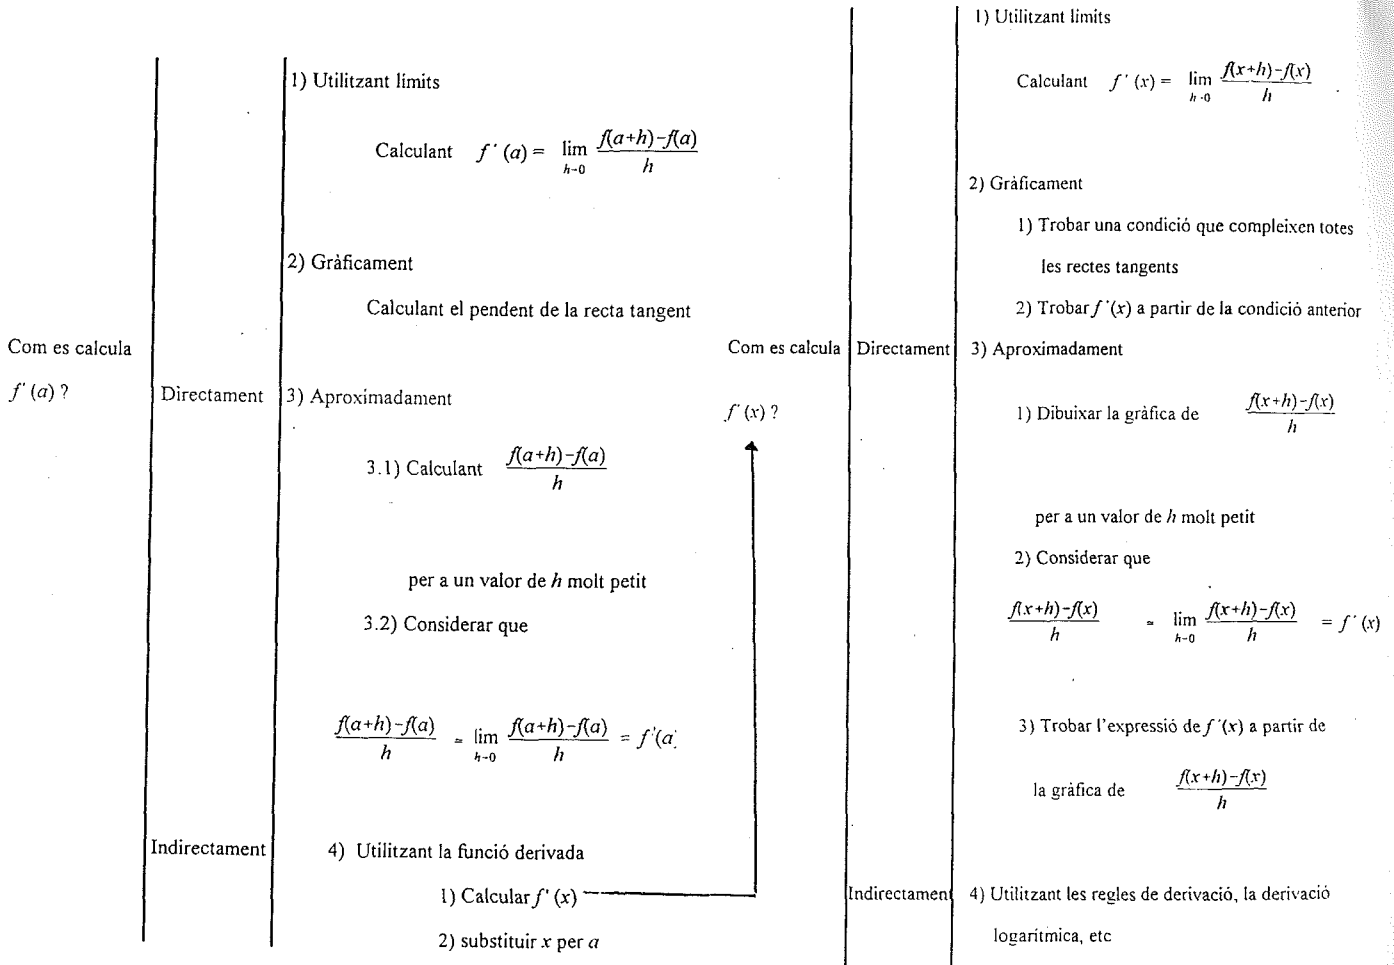 1) Utilitzant límits
Calculant f´(a) = lim h→0 f(a+h)-f(a) / h
2) Gràficament
Calculant el pendent de la recta tangent
Com es calcula
f'(a) ?
Directament
3) Aproximadament
3.1) Calculant f(a+h)-f(a) / h
per a un valor de h molt petit
3.2) Considerar que
f(a+h)-f(a) / h ≈ lim h→0 f(a+h)-f(a) / h = f'(a)
Indirectament
4) Utilitzant la funció derivada
1) Calcular f'(x)
2) substituir x per a
1) Utilitzant límits
Calculant f´(x) = lim h→0 f(x+h)-f(x) / h
2) Gràficament
1) Trobar una condició que compleixen totes
les rectes tangents
2) Trobar f´(x) a partir de la condició anterior
Com es calcula
f´(x) ?
Directament
3) Aproximadament
1) Dibuixar la gràfica de f(x+h)-f(x) / h
per a un valor de h molt petit
2) Considerar que
f(x+h)-f(x) / h ≈ lim h→0 f(x+h)-f(x) / h = f´(x)
3) Trobar l'expressió de f´(x) a partir de
la gràfica de f(x+h)-f(x) / h
Indirectament
4) Utilitzant les regles de derivació, la derivació
logarítmica, etc